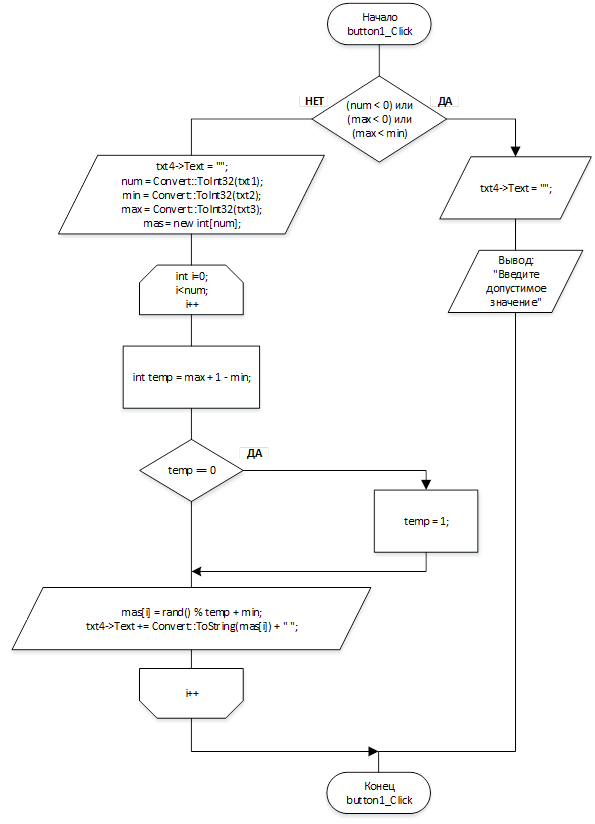 Начало
button1_Click
НЕТ
ДА
(num < 0) или
(max < 0) или
(max < min)
txt4->Text = "";
num = Convert::ToInt32(txt1);
min = Convert::ToInt32(txt2);
max = Convert::ToInt32(txt3);
mas = new int[num];
txt4->Text = "";
int i=0;
i<num;
i++
Вывод:
"Введите
допустимое
значение"
int temp = max + 1 - min;
ДА
temp == 0
temp = 1;
mas[i] = rand() % temp + min;
txt4->Text += Convert::ToString(mas[i]) + " ";
i++
Конец
button1_Click